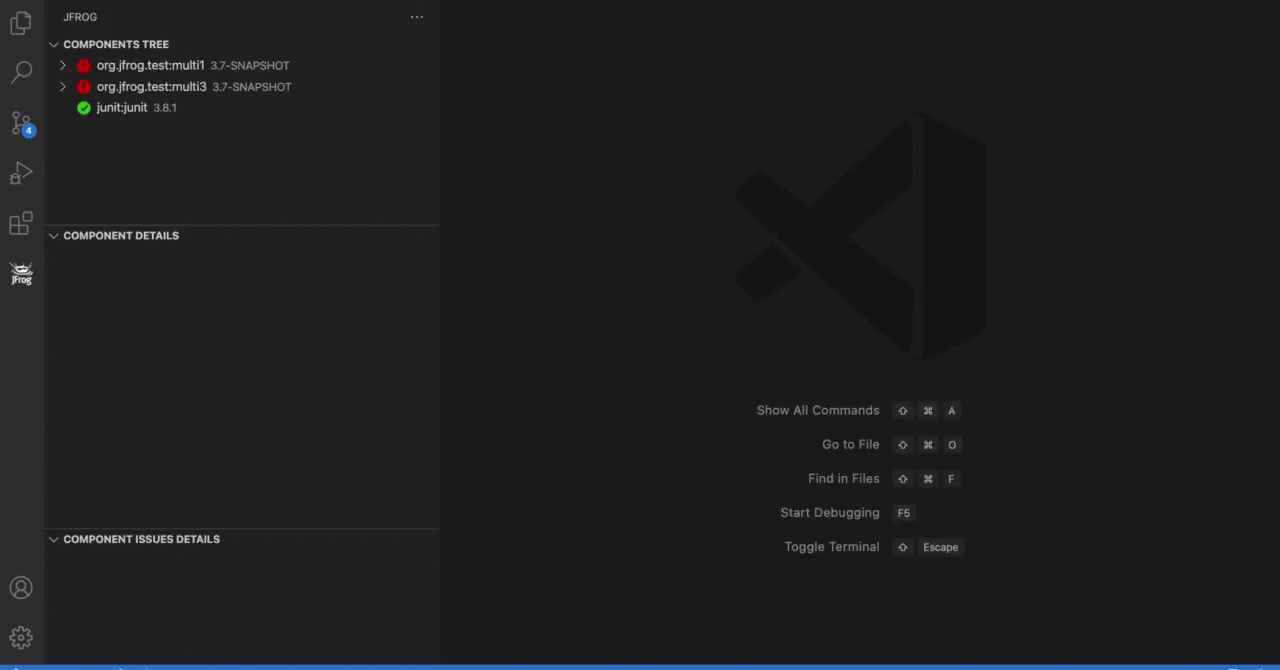 JFROG
COMPONENTS TREE
org.jfrog.test:multi1 3.7-SNAPSHOT
org.jfrog.test:multi3 3.7-SNAPSHOT
junit:junit 3.8.1
4
COMPONENT DETAILS
JFrog
Show All Commands ⇧ ⌘ A
Go to File ⇧ ⌘ O
Find in Files ⇧ ⌘ F
Start Debugging F5
COMPONENT ISSUES DETAILS
Toggle Terminal ⇧ Escape